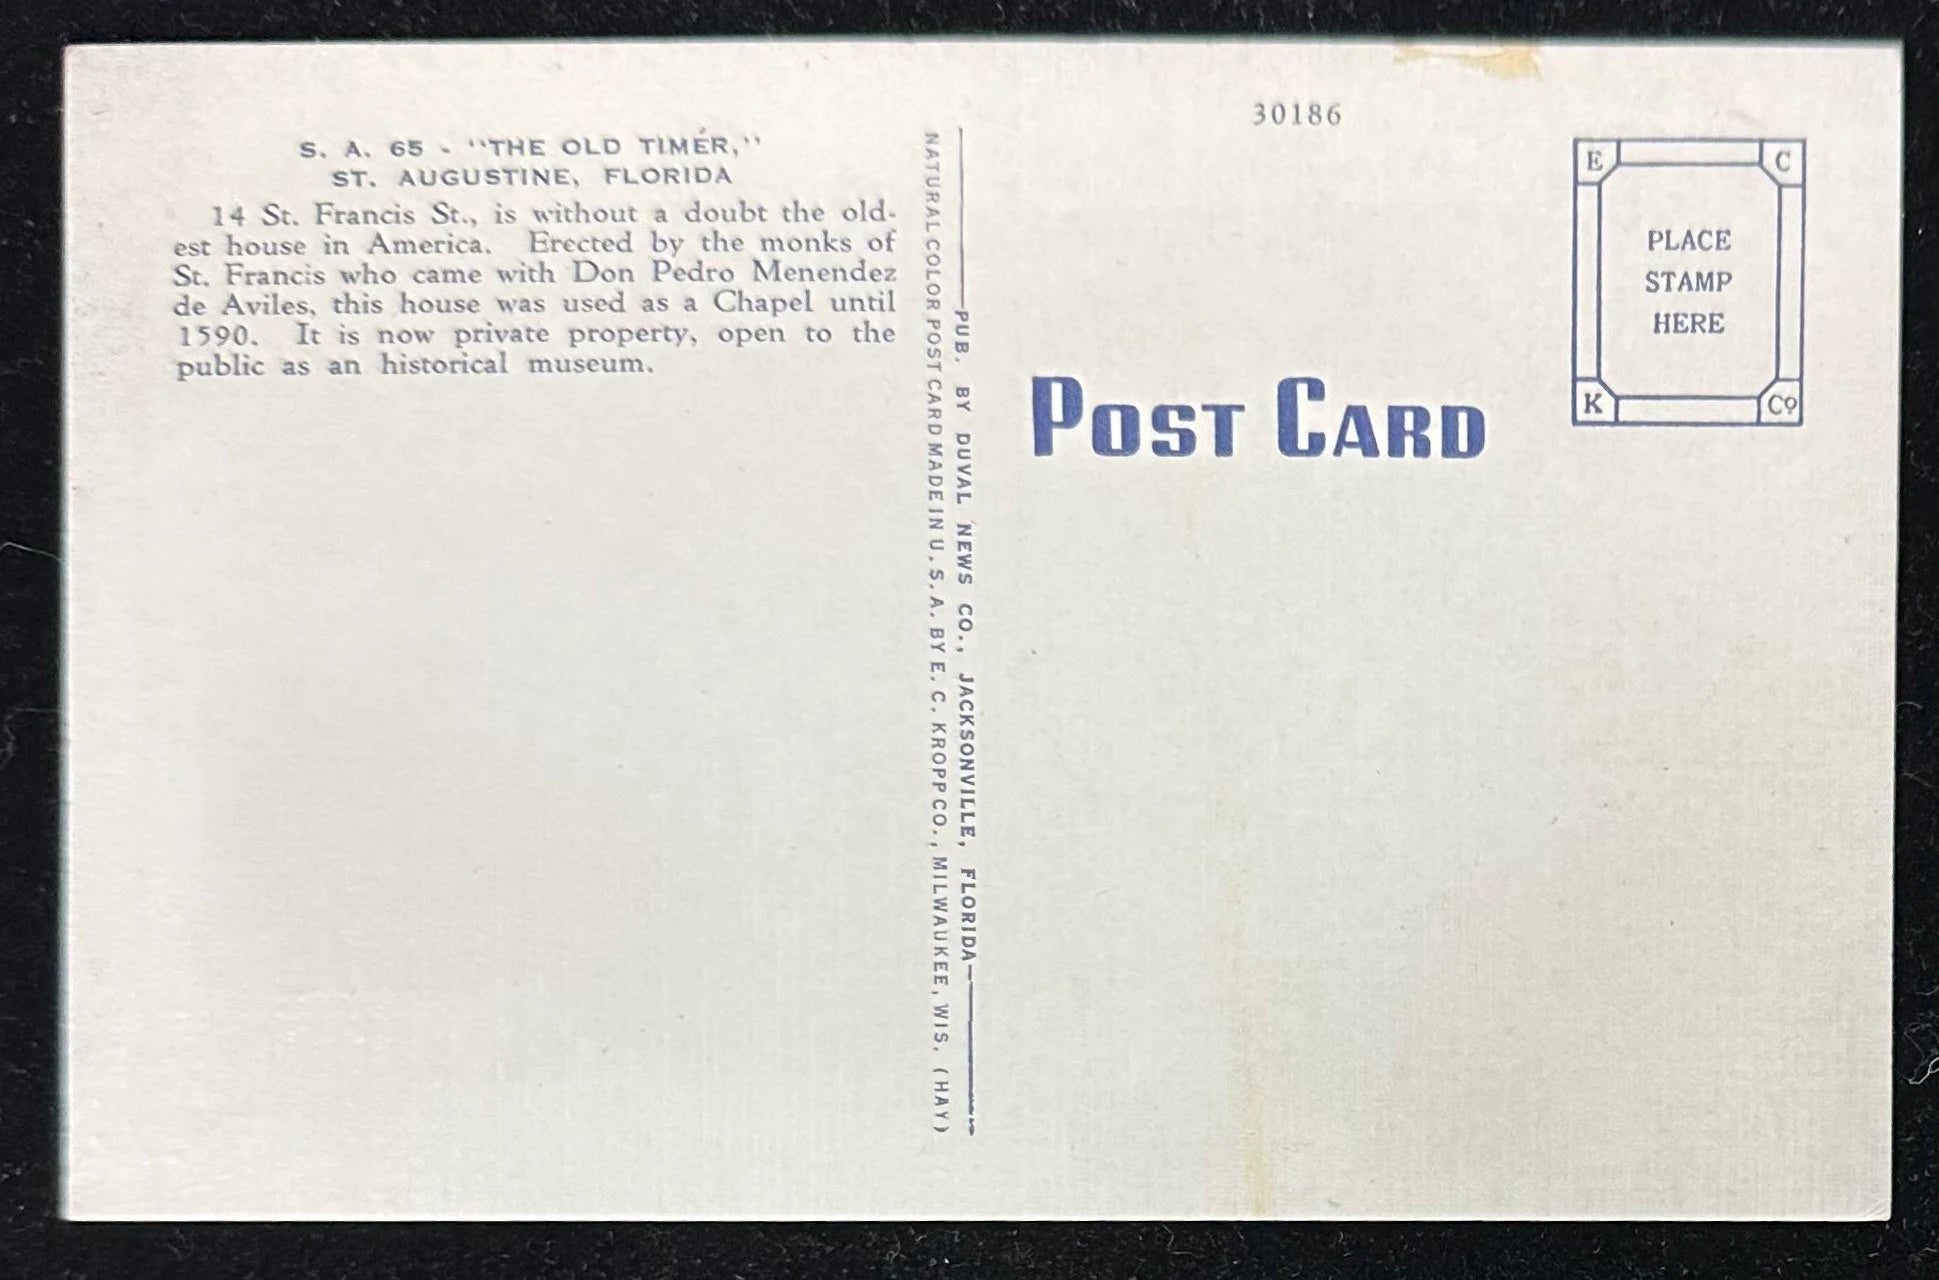 S. A. 65 - "THE OLD TIMER,"
ST. AUGUSTINE, FLORIDA
14 St. Francis St., is without a doubt the old-
est house in America. Erected by the monks of
St. Francis who came with Don Pedro Menendez
de Aviles, this house was used as a Chapel until
1590. It is now private property, open to the
public as an historical museum.
NATURAL COLOR POST CARD MADE IN U. S. A. BY E. C. KROPP CO., MILWAUKEE, WIS. (HAY)
PUB. BY DUVAL NEWS CO., JACKSONVILLE, FLORIDA
30186
POST CARD
E C
PLACE
STAMP
HERE
K Co